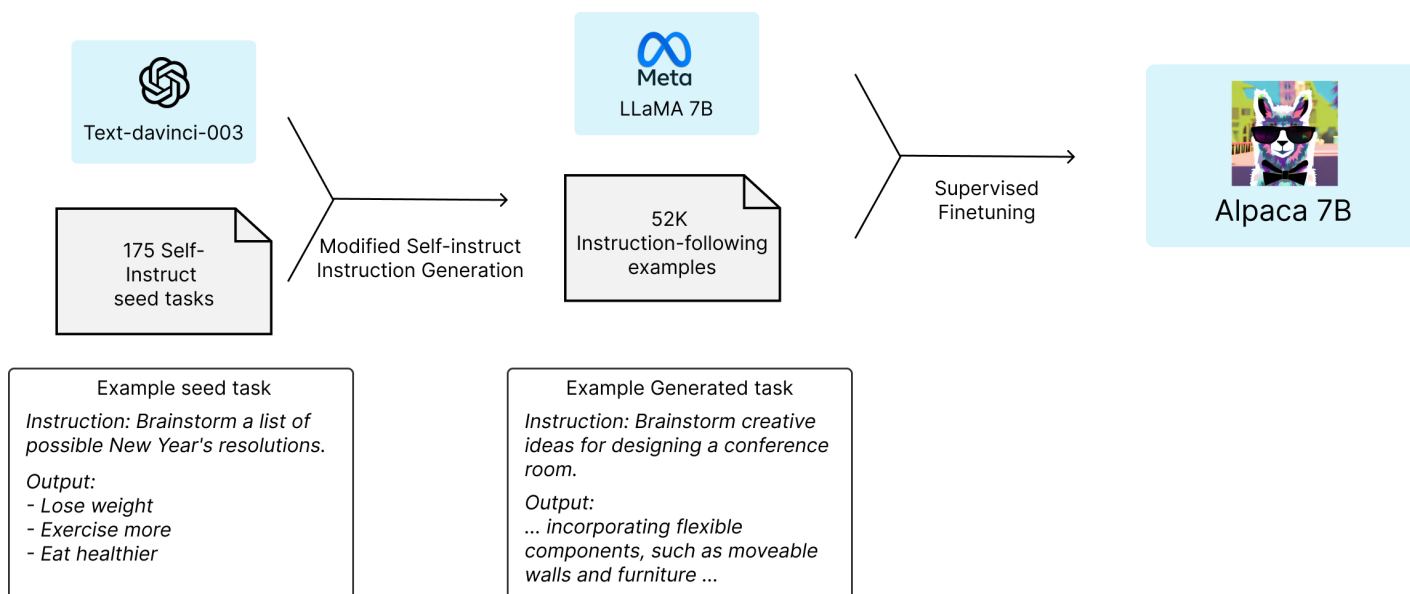 Text-davinci-003
175 Self-
Instruct
seed tasks
Modified Self-instruct
Instruction Generation
Meta
LLaMA 7B
52K
Instruction-following
examples
Supervised
Finetuning
Alpaca 7B
Example seed task
Instruction: Brainstorm a list of
possible New Year's resolutions.
Output:
- Lose weight
- Exercise more
- Eat healthier
Example Generated task
Instruction: Brainstorm creative
ideas for designing a conference
room.
Output:
... incorporating flexible
components, such as moveable
walls and furniture ...